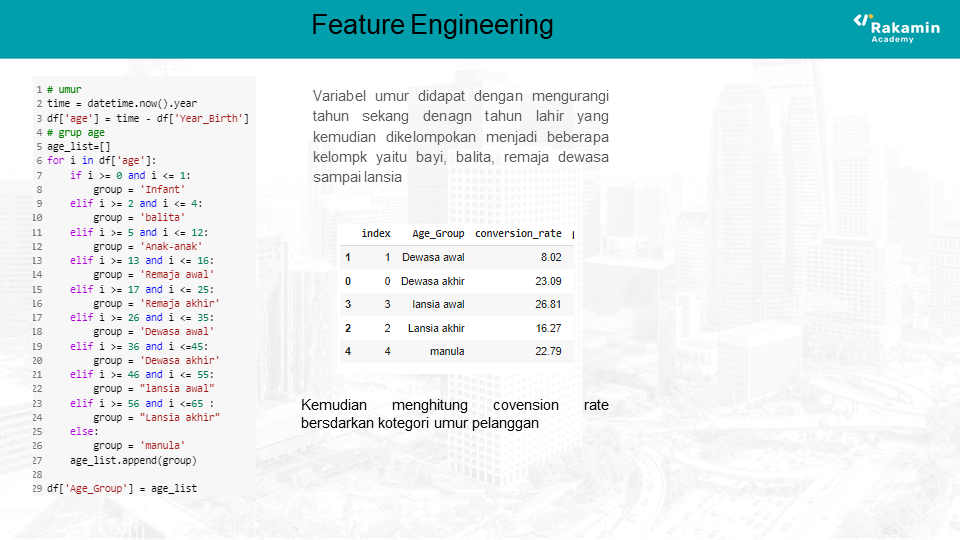 Feature Engineering
Rakamin
Academy
1 # umur
2 time = datetime.now().year
3 df['age'] = time - df['Year_Birth']
4 # grup age
5 age_list=[]
6 for i in df['age']:
7 if i >= 0 and i <= 1:
8 group = 'Infant'
9 elif i >= 2 and i <= 4:
10 group = 'balita'
11 elif i >= 5 and i <= 12:
12 group = 'Anak-anak'
13 elif i >= 13 and i <= 16:
14 group = 'Remaja awal'
15 elif i >= 17 and i <= 25:
16 group = 'Remaja akhir'
17 elif i >= 26 and i <= 35:
18 group = 'Dewasa awal'
19 elif i >= 36 and i <=45:
20 group = 'Dewasa akhir'
21 elif i >= 46 and i <= 55:
22 group = "lansia awal"
23 elif i >= 56 and i <=65 :
24 group = "Lansia akhir"
25 else:
26 group = 'manula'
27 age_list.append(group)
28
29 df['Age_Group'] = age_list
Variabel umur didapat dengan mengurangi
tahun sekang denagn tahun lahir yang
kemudian dikelompokan menjadi beberapa
kelompk yaitu bayi, balita, remaja dewasa
sampai lansia
index Age_Group conversion_rate
1 1 Dewasa awal 8.02
0 0 Dewasa akhir 23.09
3 3 lansia awal 26.81
2 2 Lansia akhir 16.27
4 4 manula 22.79
Kemudian menghitung covension rate
bersdarkan kotegori umur pelanggan